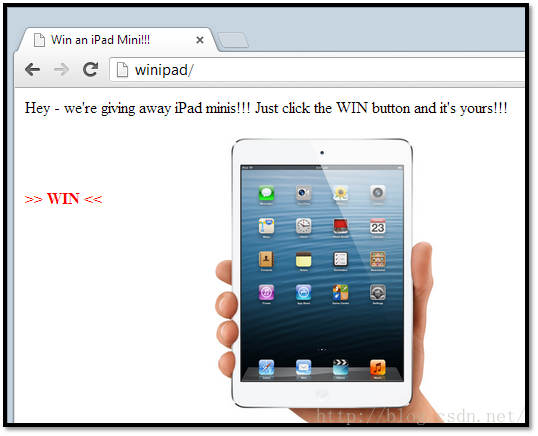 Win an iPad Mini!!!
winipad/
Hey - we're giving away iPad minis!!! Just click the WIN button and it's yours!!!
>> WIN <<
23
http://blog.csdn.net/